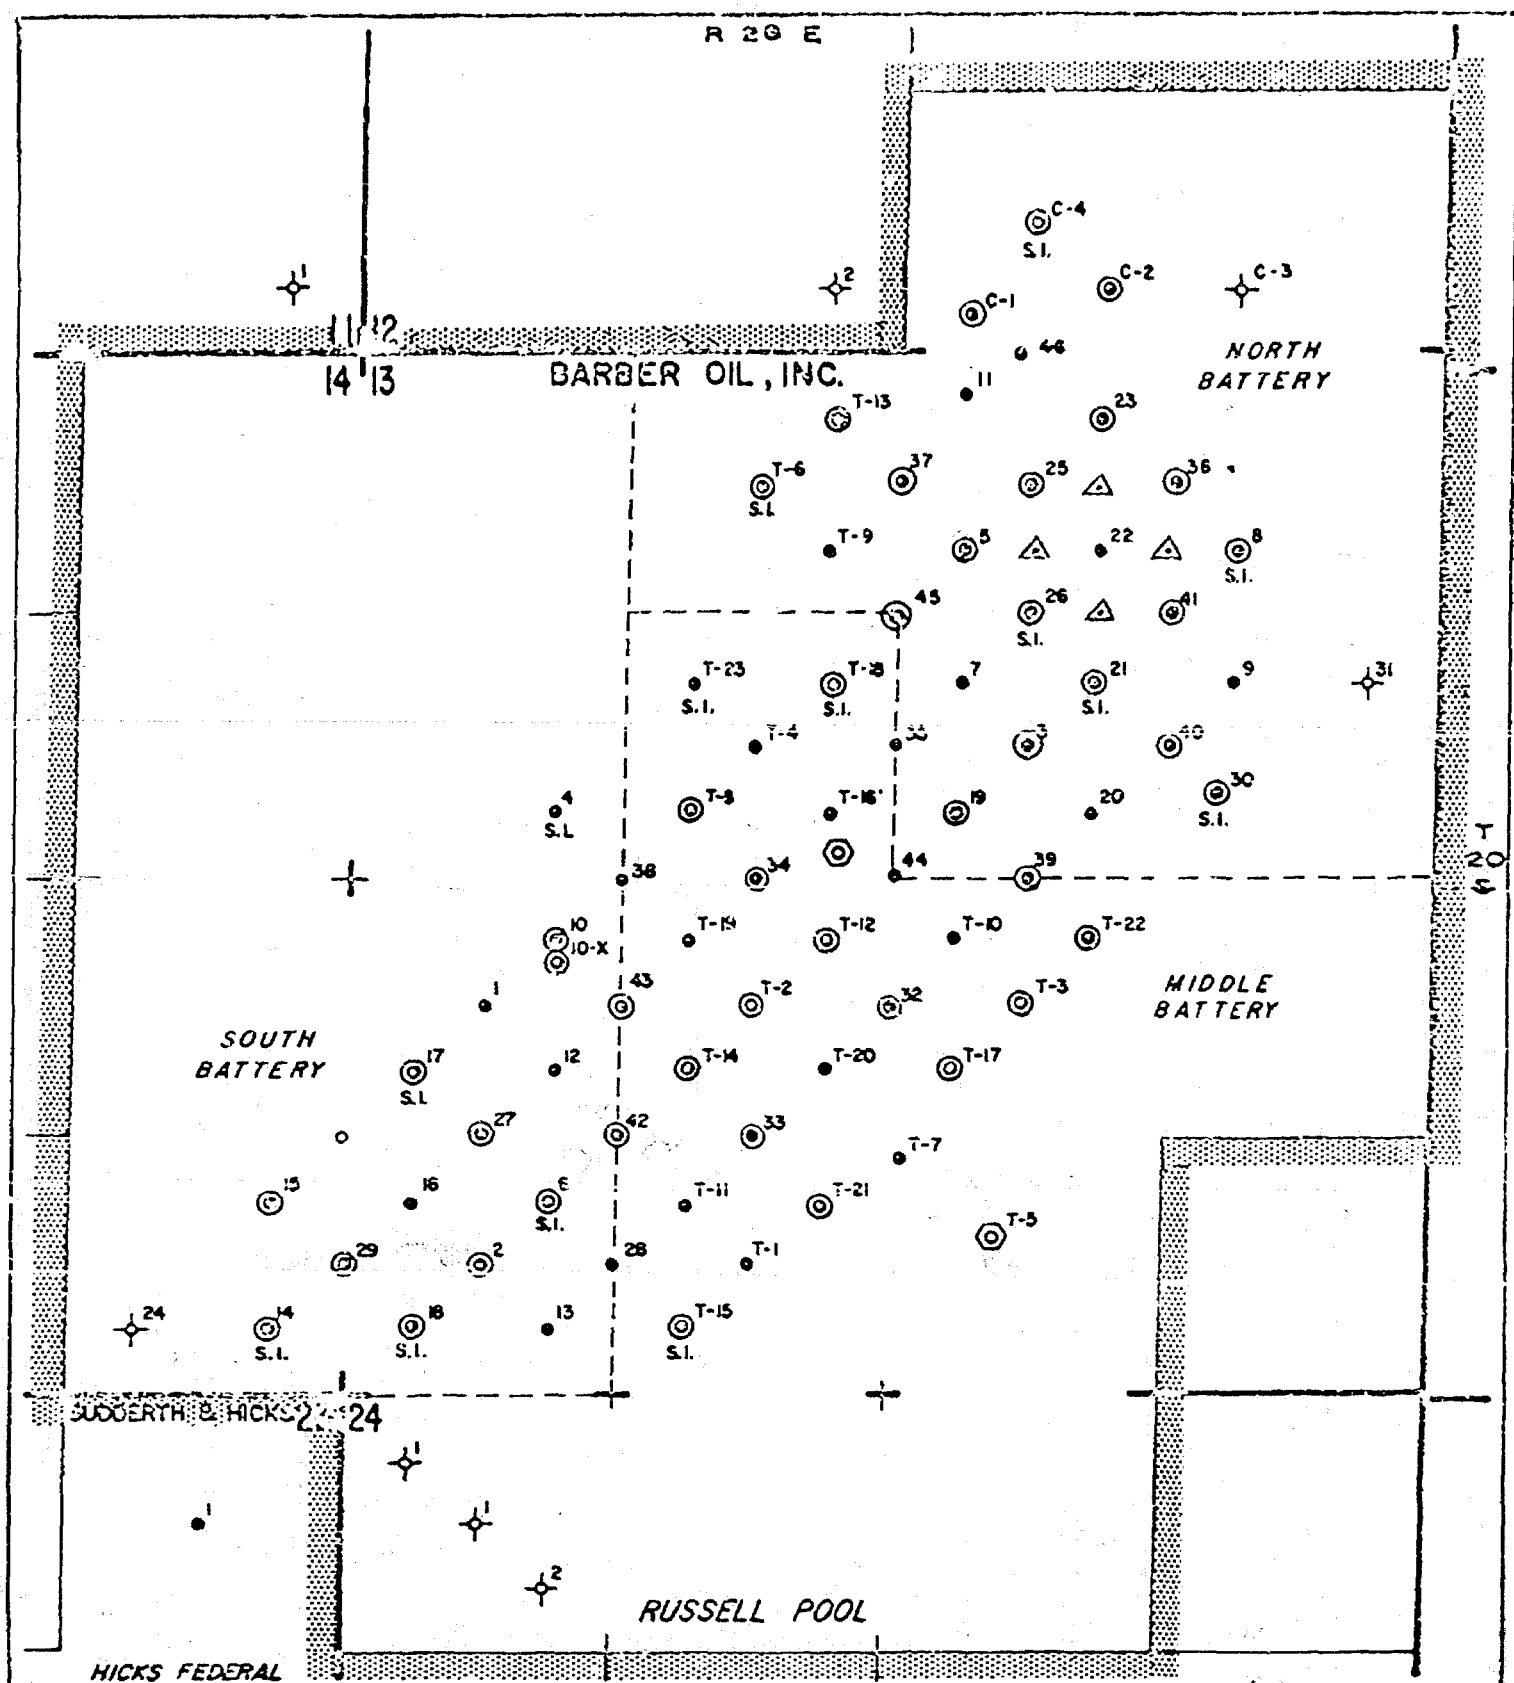 R 20 E
C-4
S.I.
1
2
C-2
C-3
C-1
11 12
46
NORTH
BATTERY
14 13
BARBER OIL, INC.
11
T-13
23
T-6
S.I.
37
25
36
T-9
5
22
8
S.I.
45
26
S.I.
41
T-23
S.I.
T-18
S.I.
7
21
S.I.
9
31
T-4
3
40
4
S.I.
T-8
T-16
19
20
30
S.I.
T
20
38
34
44
39
10
10-X
T-19
T-12
T-10
T-22
1
43
T-2
32
T-3
MIDDLE
BATTERY
SOUTH
BATTERY
17
S.I.
12
T-14
T-20
T-17
27
42
33
T-7
15
16
6
S.I.
T-11
T-21
T-5
29
2
28
T-1
24
14
S.I.
18
S.I.
13
T-15
S.I.
SUDDERTH & HICKS
24
1
1
1
2
RUSSELL POOL
HICKS FEDERAL